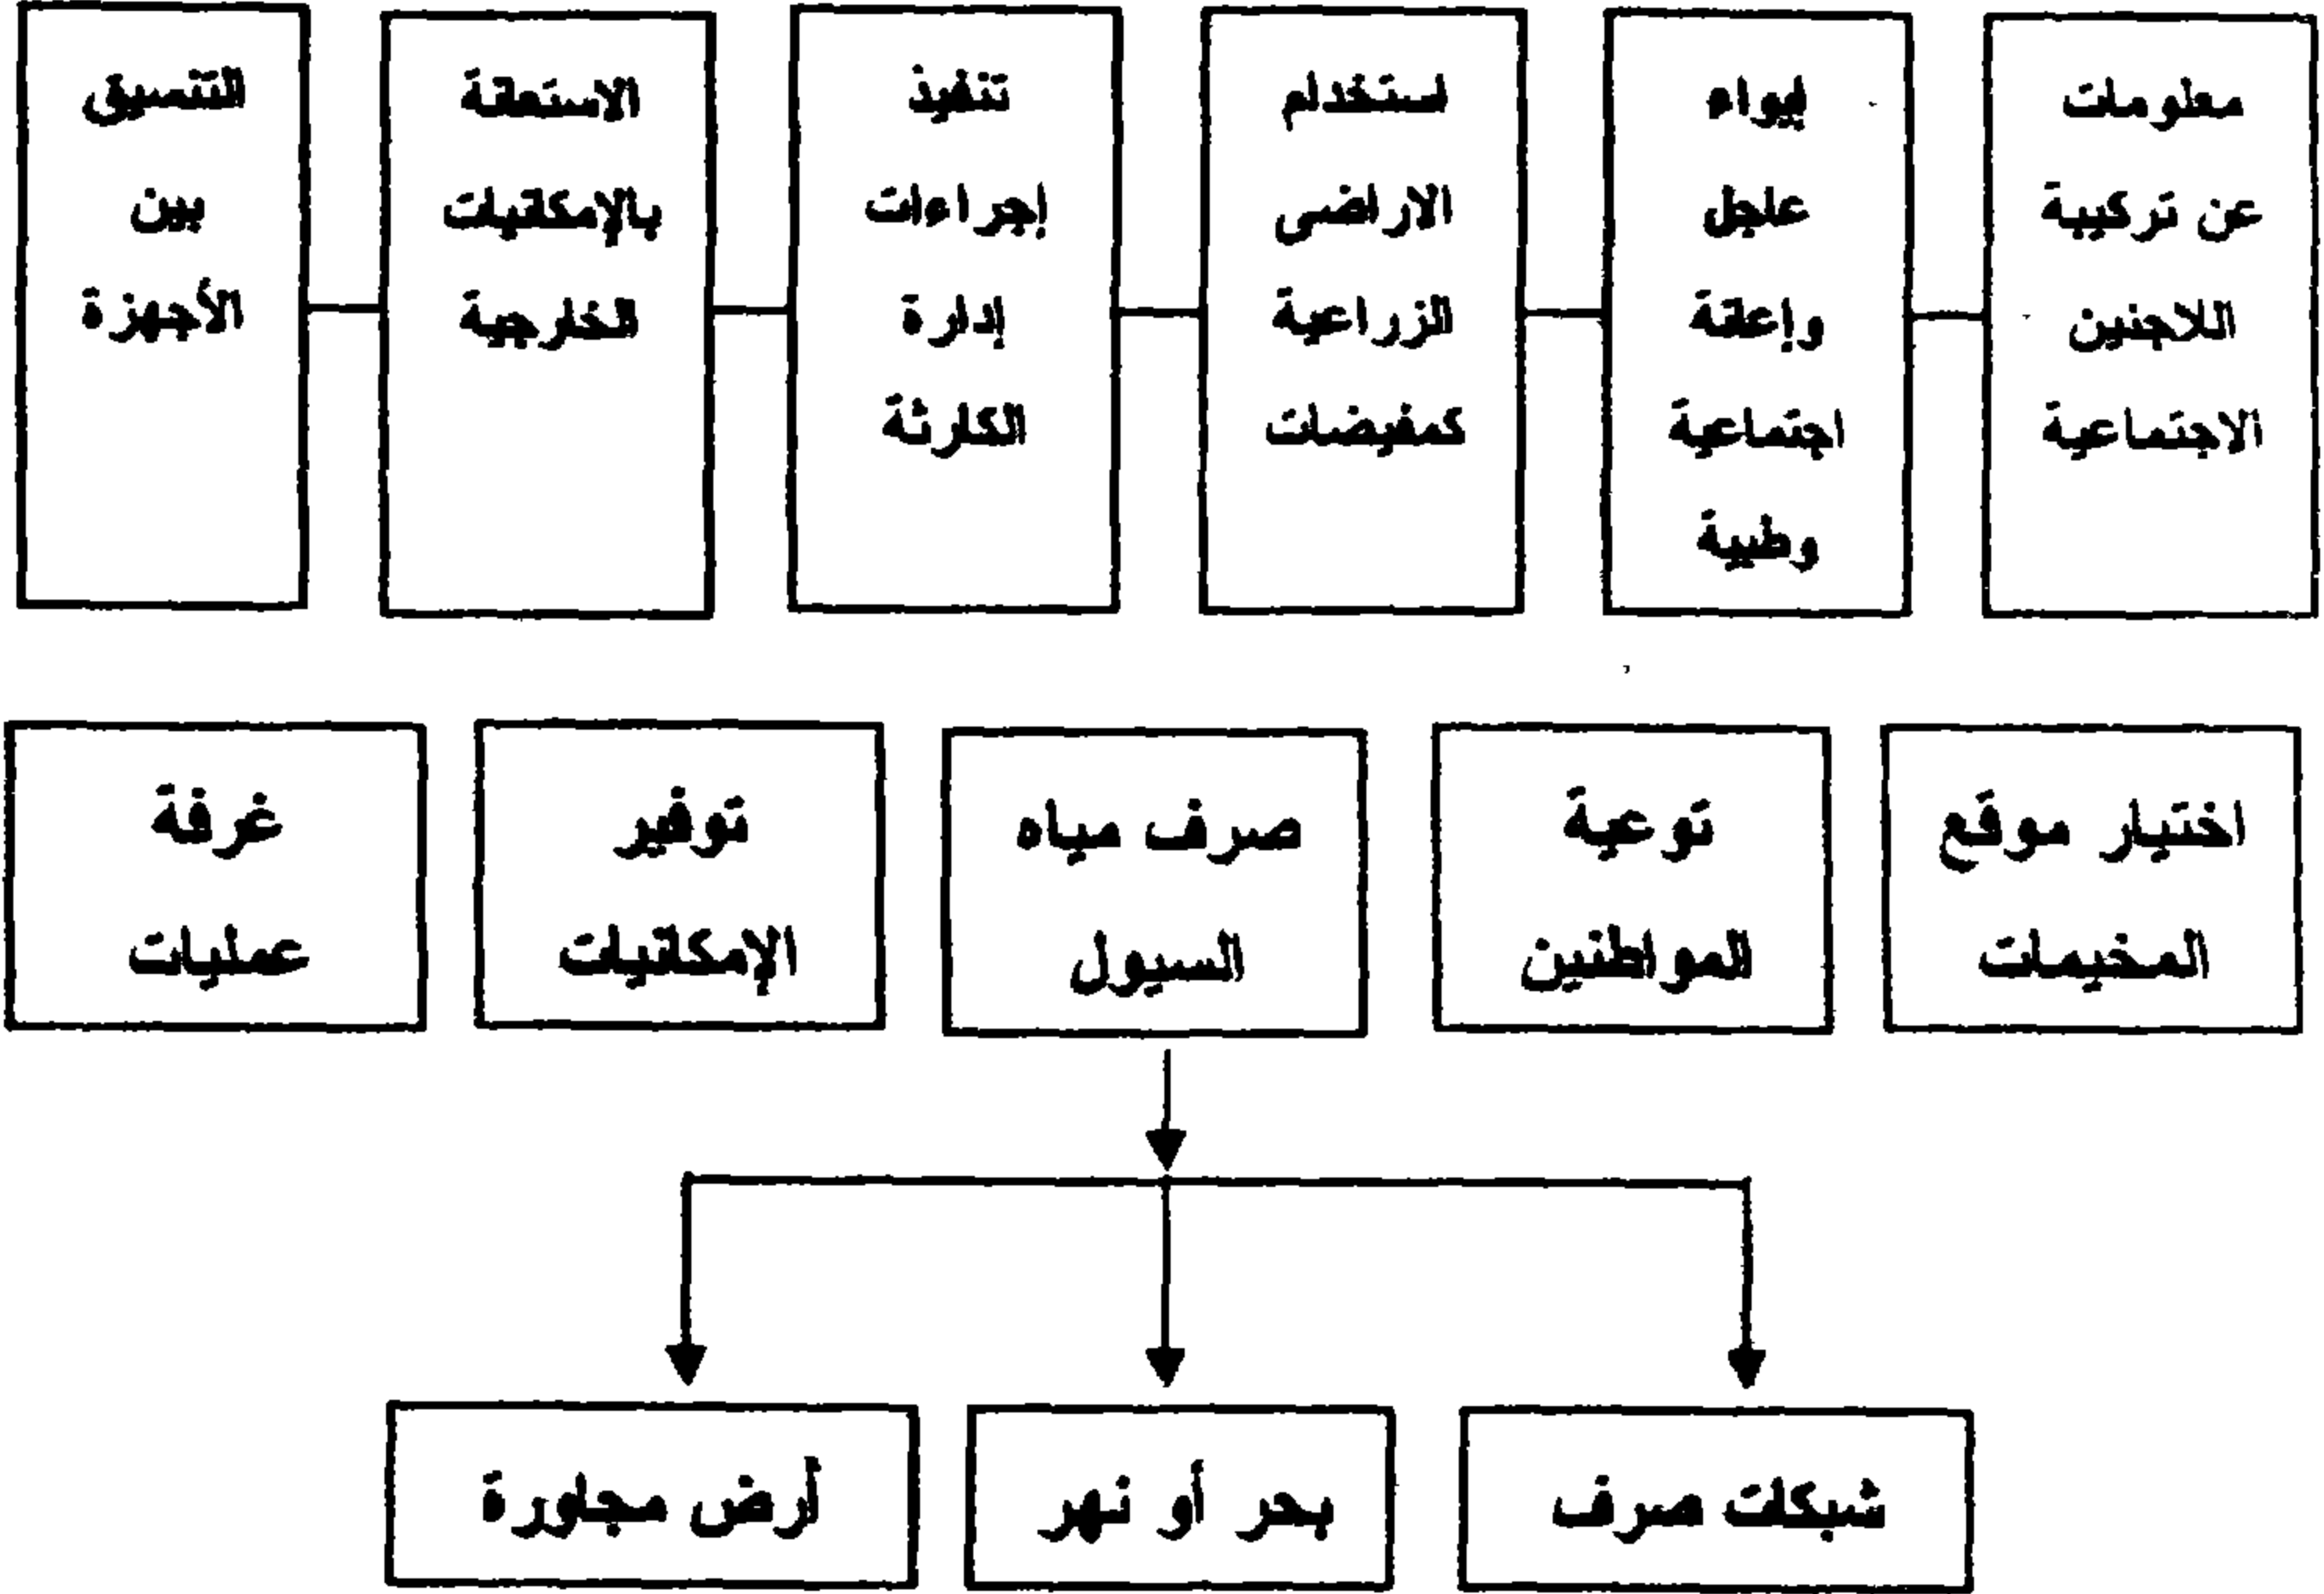 معلومات
عن تركيبة
اللاجئين
الاجتماعية
إيواء
عاجل
وإعاقة
اجتماعية
وطبية
استخدام
الاراضى
الزراعية
كمفيضات
تنفيذ
إجراءات
إدارة
الكارثة
الاستعانة
بالإمكانيات
الخارجية
التنسيق
بين
الأجهزة
اختيار موقع
المخيمات
توعية
المواطنين
صرف مياه
السيول
توفير
الإمكانيات
غرفة
عمليات
شبكات صرف
بحر أو نهر
أرض مجاورة